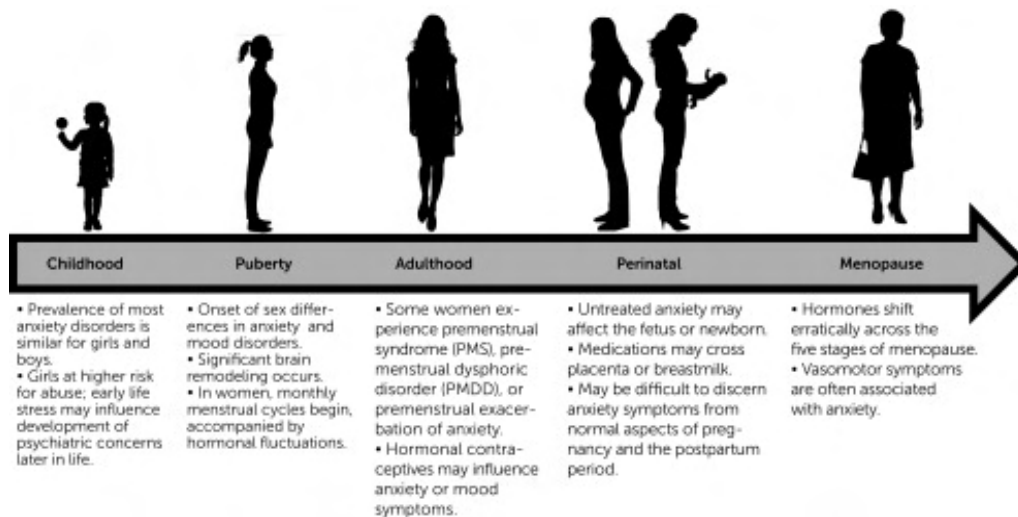 Childhood
Puberty
Adulthood
Perinatal
Menopause
▪ Prevalence of most
anxiety disorders is
similar for girls and
boys.
▪ Girls at higher risk
for abuse; early life
stress may influence
development of
psychiatric concerns
later in life.
▪ Onset of sex differ-
ences in anxiety and
mood disorders.
▪ Significant brain
remodeling occurs.
▪ In women, monthly
menstrual cycles begin,
accompanied by
hormonal fluctuations.
▪ Some women ex-
perience premenstrual
syndrome (PMS), pre-
menstrual dysphoric
disorder (PMDD), or
premenstrual exacer-
bation of anxiety.
▪ Hormonal contra-
ceptives may influence
anxiety or mood
symptoms.
▪ Untreated anxiety may
affect the fetus or newborn.
▪ Medications may cross
placenta or breastmilk.
▪ May be difficult to discern
anxiety symptoms from
normal aspects of preg-
nancy and the postpartum
period.
▪ Hormones shift
erratically across the
five stages of menopause.
▪ Vasomotor symptoms
are often associated
with anxiety.